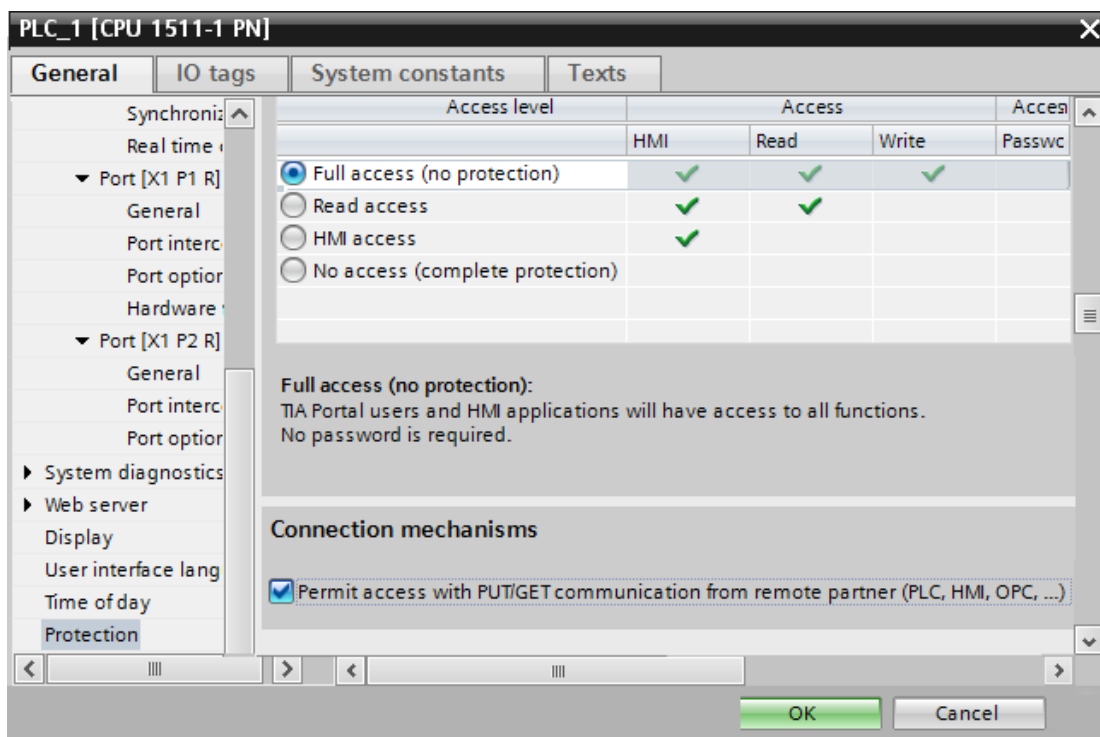 PLC_1 [CPU 1511-1 PN]
General IO tags System constants Texts
Synchroniz
Real time
Port [X1 P1 R]
General
Port interc
Port option
Hardware
Port [X1 P2 R]
General
Port interc
Port option
System diagnostics
Web server
Display
User interface lang
Time of day
Protection
Access level Access Access
HMI Read Write Passwo
Full access (no protection)
Read access
HMI access
No access (complete protection)
Full access (no protection):
TIA Portal users and HMI applications will have access to all functions.
No password is required.
Connection mechanisms
Permit access with PUT/GET communication from remote partner (PLC, HMI, OPC, ...)
OK Cancel